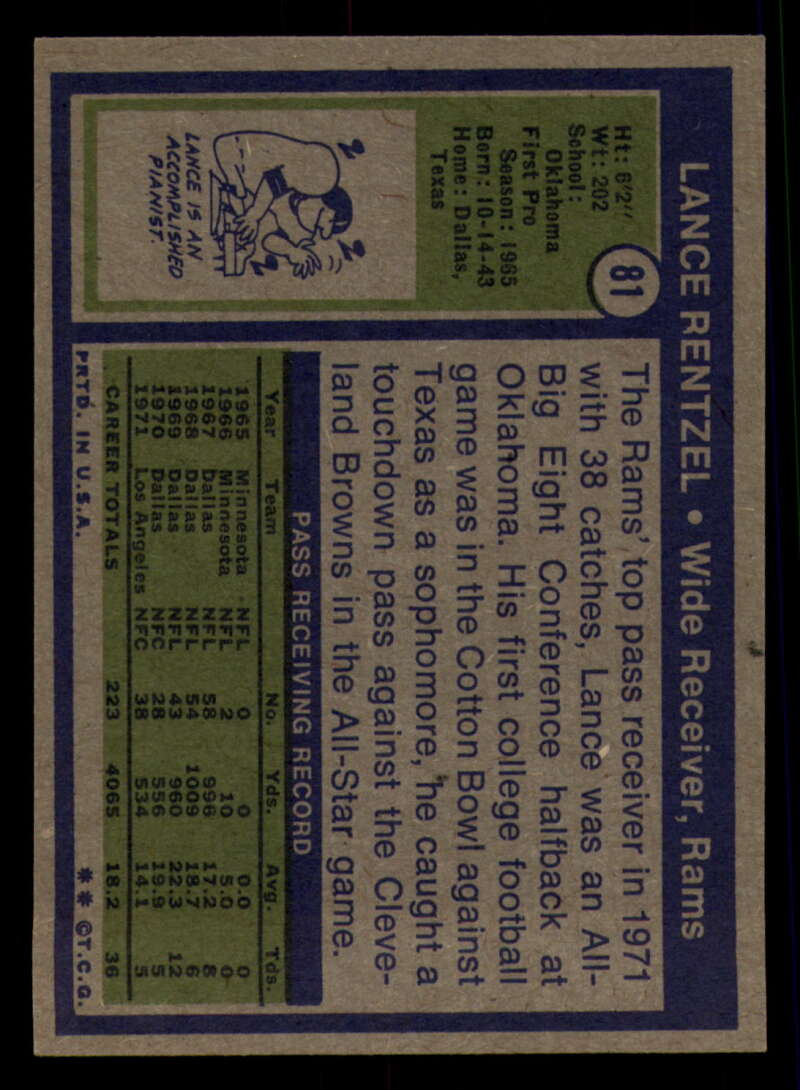 LANCE RENTZEL • Wide Receiver, Rams
81
Ht: 6'2"
Wt: 202
School:
Oklahoma
First Pro
Season: 1965
Born: 10-14-43
Home: Dallas,
Texas
LANCE IS AN
ACCOMPLISHED
PIANIST.
The Rams' top pass receiver in 1971
with 38 catches, Lance was an All-
Big Eight Conference halfback at
Oklahoma. His first college football
game was in the Cotton Bowl against
Texas as a sophomore, he caught a
touchdown pass against the Cleve-
land Browns in the All-Star game.
PASS RECEIVING RECORD
Year Team No. Yds. Avg. Tds.
1965 Minnesota NFL 0 0 0.0 0
1966 Minnesota NFL 2 10 5.0 0
1967 Dallas NFL 58 996 17.2 8
1968 Dallas NFL 54 1009 18.7 6
1969 Dallas NFL 43 960 22.3 12
1970 Dallas NFC 28 556 19.9 5
1971 Los Angeles NFC 38 534 14.1 5
CAREER TOTALS 223 4065 18.2 36
PRTD. IN U.S.A. ** ©T.C.G.